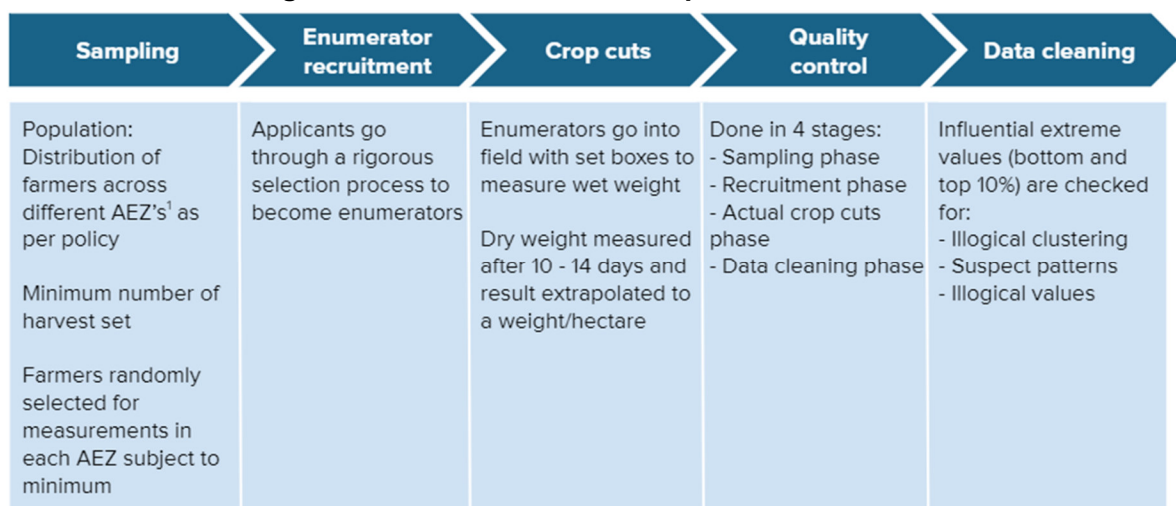 Sampling
Enumerator
recruitment
Crop cuts
Quality
control
Data cleaning
Population:
Distribution of
farmers across
different AEZ's¹ as
per policy
Minimum number of
harvest set
Farmers randomly
selected for
measurements in
each AEZ subject to
minimum
Applicants go
through a rigorous
selection process to
become enumerators
Enumerators go into
field with set boxes to
measure wet weight
Dry weight measured
after 10 - 14 days and
result extrapolated to
a weight/hectare
Done in 4 stages:
- Sampling phase
- Recruitment phase
- Actual crop cuts
phase
- Data cleaning phase
Influential extreme
values (bottom and
top 10%) are checked
for:
- Illogical clustering
- Suspect patterns
- Illogical values